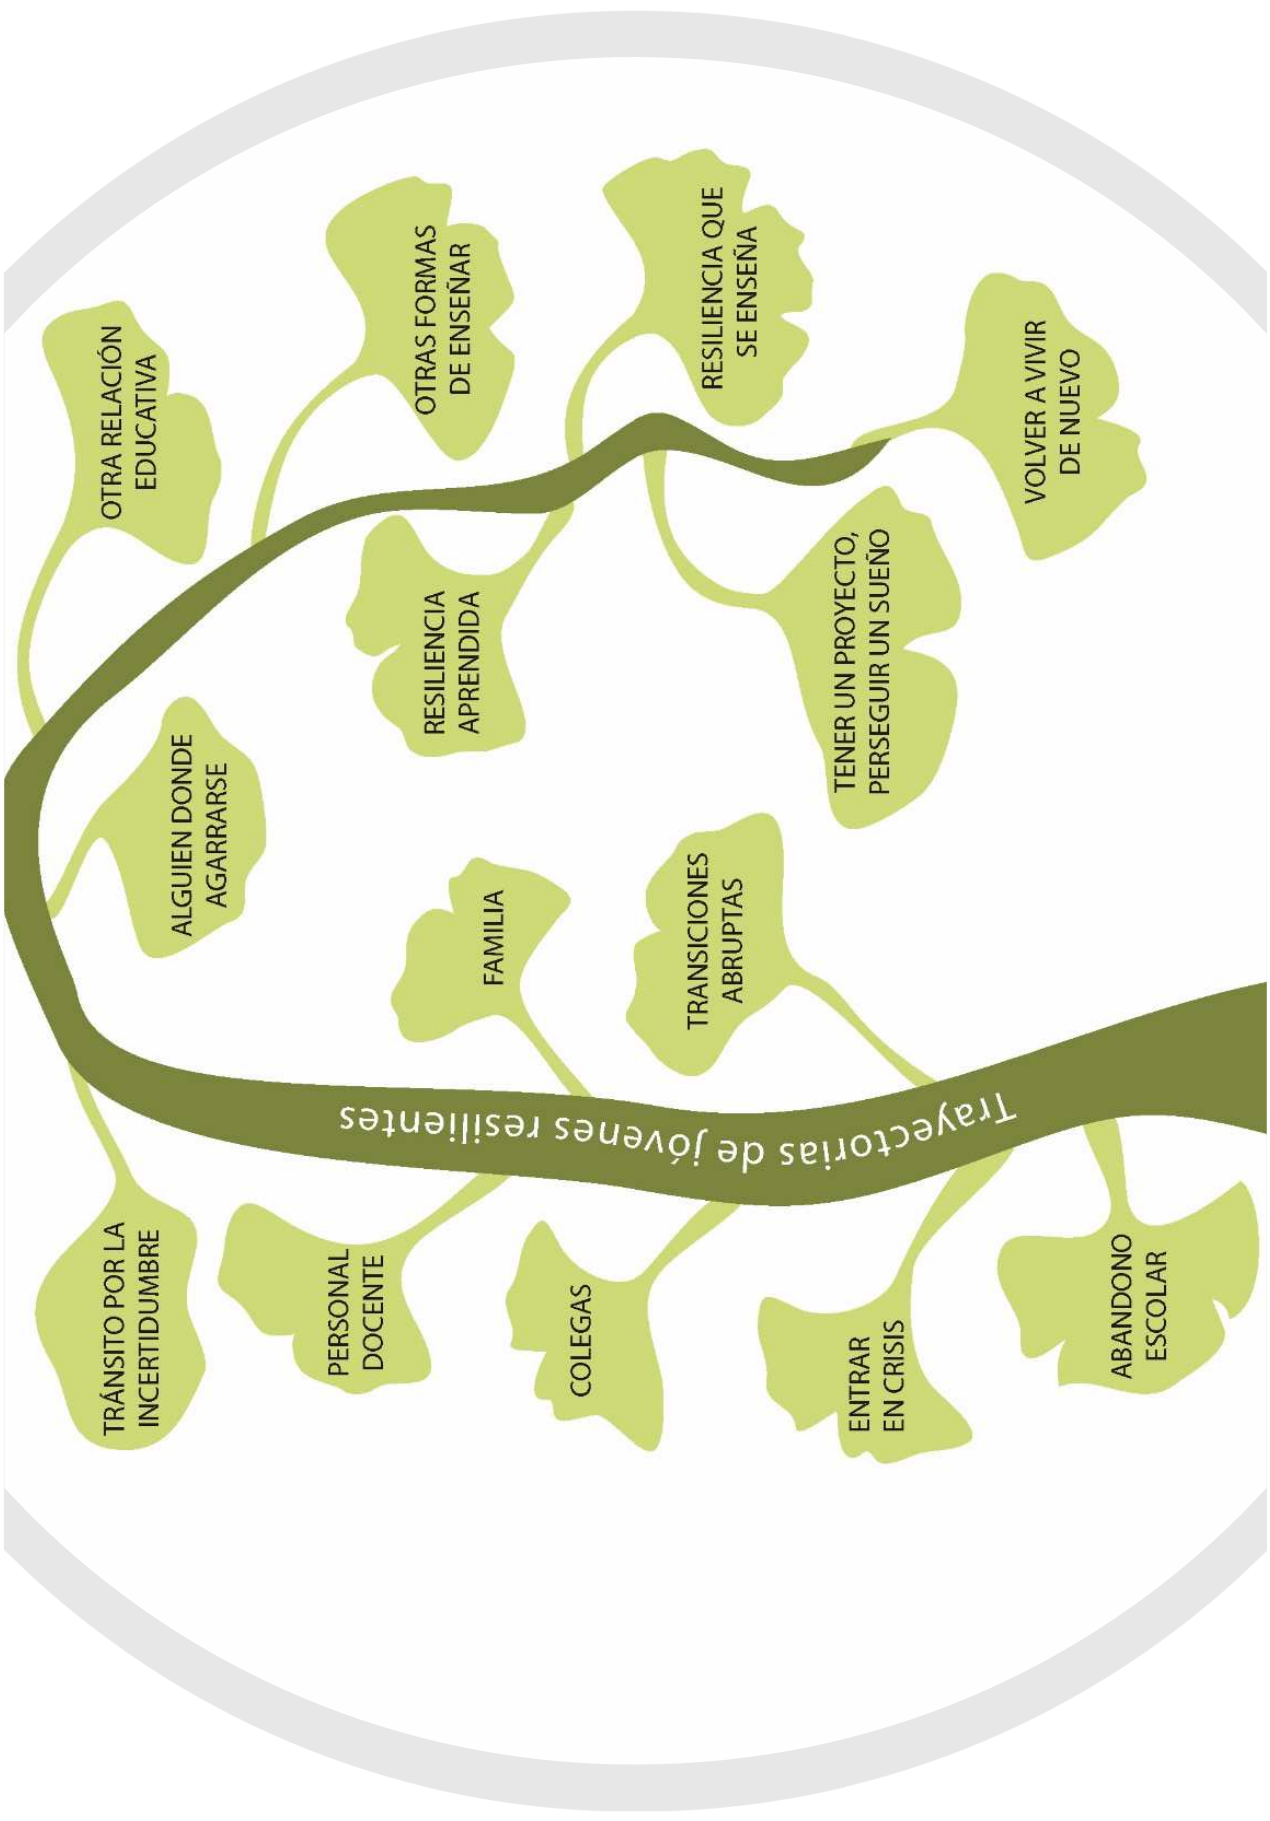 Trayectorias de jóvenes resilientes
ABANDONO
ESCOLAR
ENTRAR
EN CRISIS
TRANSICIONES
ABRUPTAS
COLEGAS
FAMILIA
PERSONAL
DOCENTE
TRÁNSITO POR LA
INCERTIDUMBRE
ALGUIEN DONDE
AGARRARSE
OTRA RELACIÓN
EDUCATIVA
OTRAS FORMAS
DE ENSEÑAR
RESILIENCIA
APRENDIDA
RESILIENCIA QUE
SE ENSEÑA
TENER UN PROYECTO,
PERSEGUIR UN SUEÑO
VOLVER A VIVIR
DE NUEVO